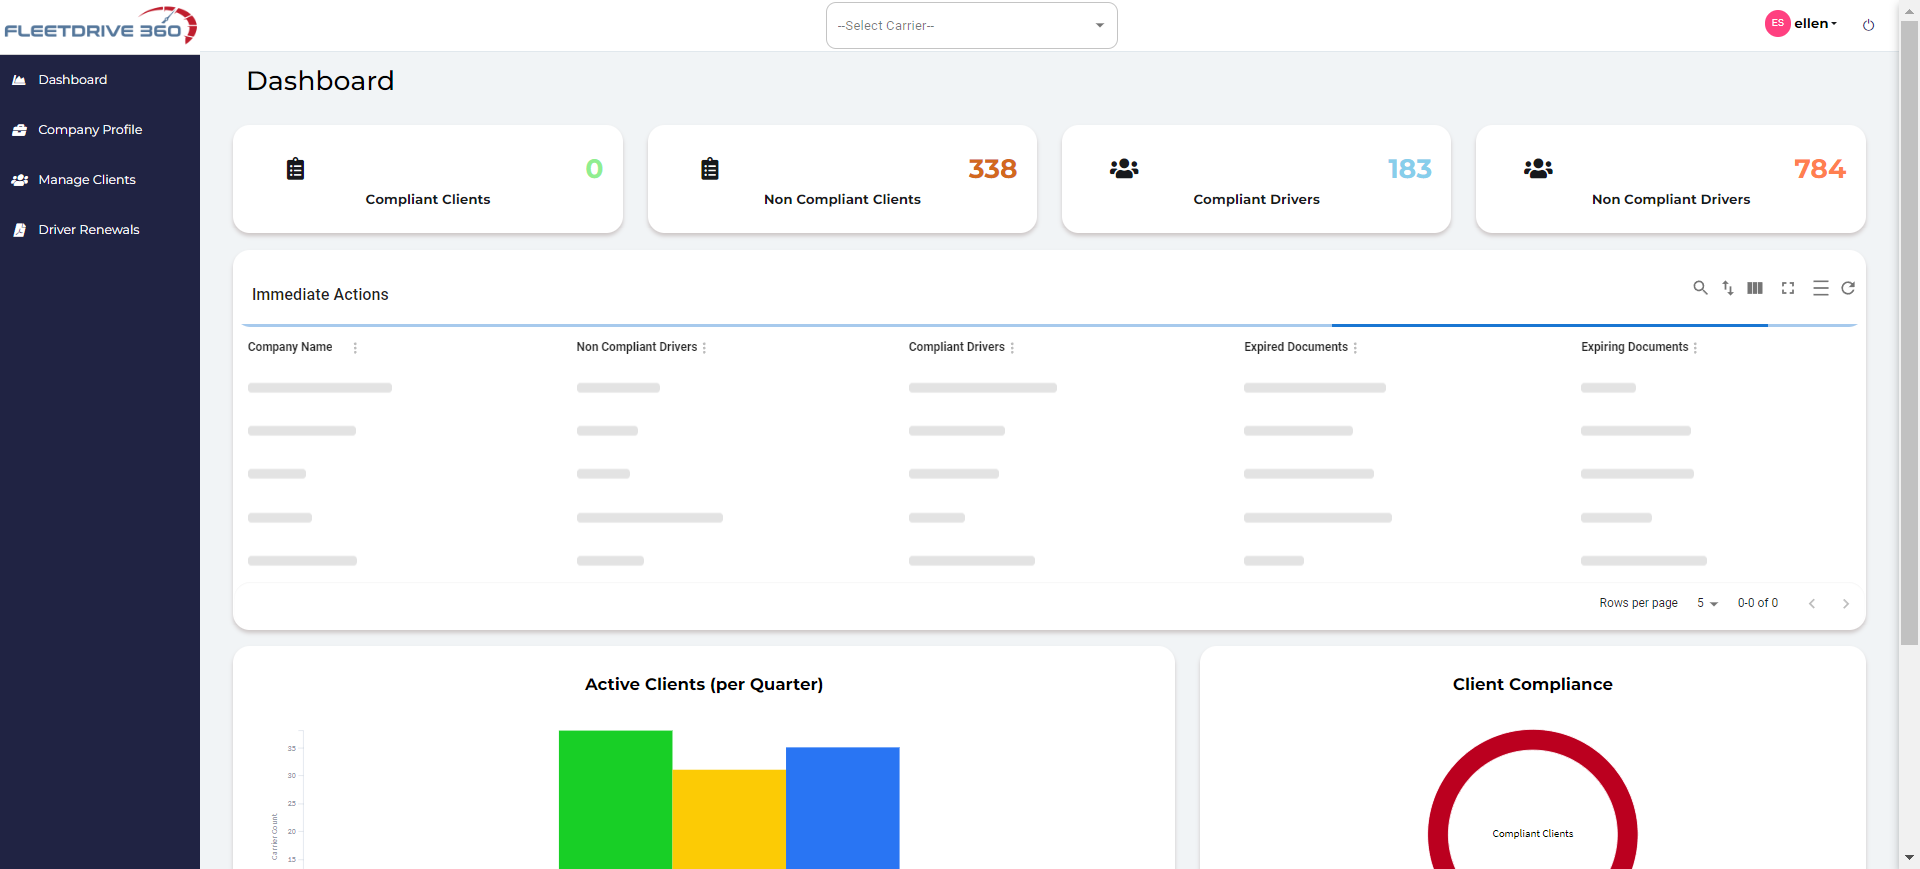 FLEETDRIVE 360
--Select Carrier--
ES
ellen
Dashboard
Company Profile
Manage Clients
Driver Renewals
Dashboard
0
Compliant Clients
338
Non Compliant Clients
183
Compliant Drivers
784
Non Compliant Drivers
Immediate Actions
Company Name
Non Compliant Drivers
Compliant Drivers
Expired Documents
Expiring Documents
Rows per page
5
0-0 of 0
Active Clients (per Quarter)
35
30
25
20
15
Carrier Count
Client Compliance
Compliant Clients